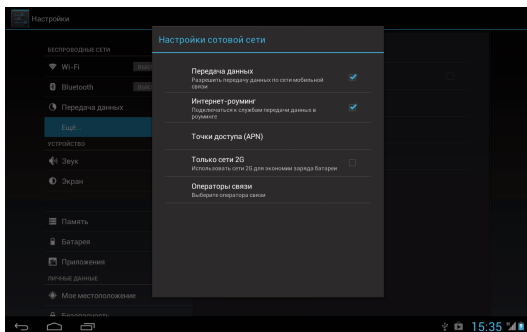 Настройки
Настройки сотовой сети
БЕСПРОВОДНЫЕ СЕТИ
Wi-Fi
Bluetooth
Передача данных
Ещё...
УСТРОЙСТВО
Звук
Экран
Память
Батарея
Приложения
ЛИЧНЫЕ ДАННЫЕ
Мое местоположение
Безопасность
Передача данных
Разрешить передачу данных по сети мобильной
связи
Интернет-роуминг
Подключаться к службам передачи данных в
роуминге
Точки доступа (APN)
Только сети 2G
Использовать сети 2G для экономии заряда батареи
Операторы связи
Выберите оператора связи
15:35